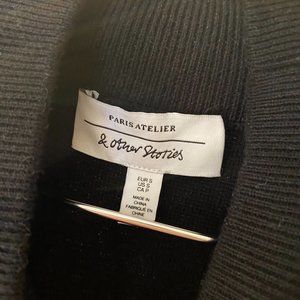 PARIS ATELIER
& other Stories
EUR S
US S
CA P
MADE IN
CHINA
FABRIQUÉ EN
CHINE